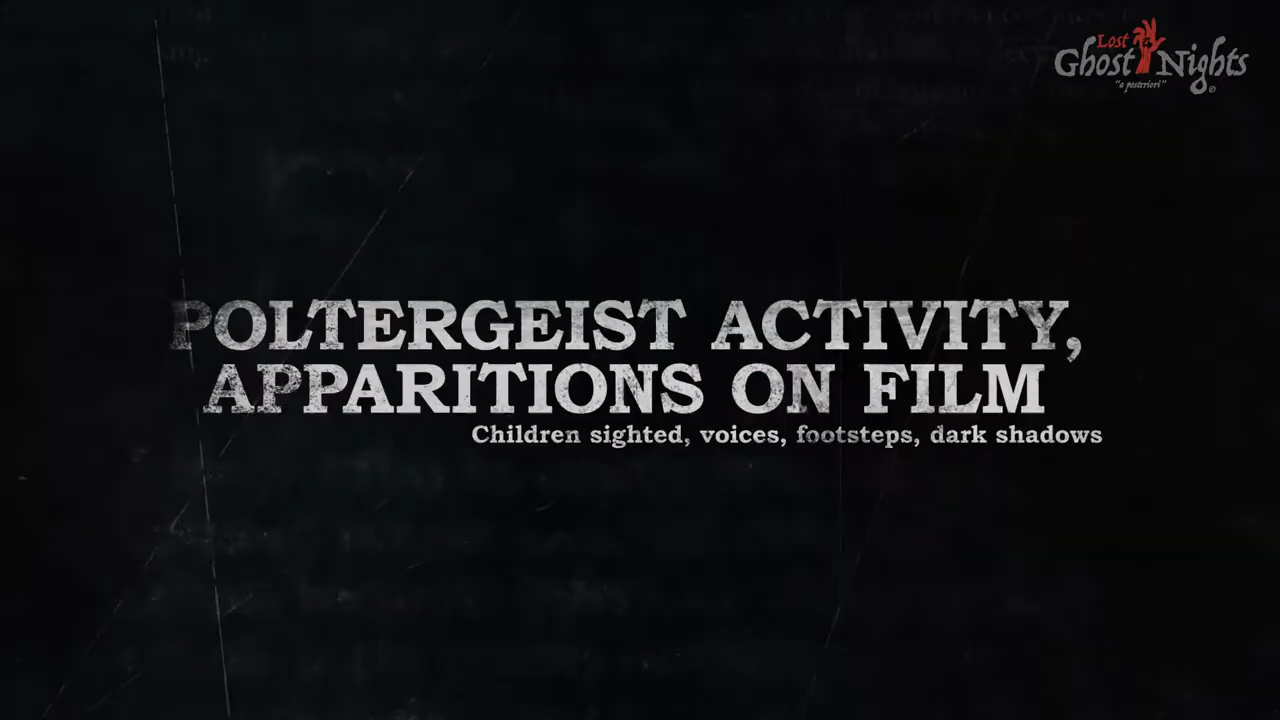 Lost
Ghost Nights
"a posteriori"
©
POLTERGEIST ACTIVITY,
APPARITIONS ON FILM
Children sighted, voices, footsteps, dark shadows